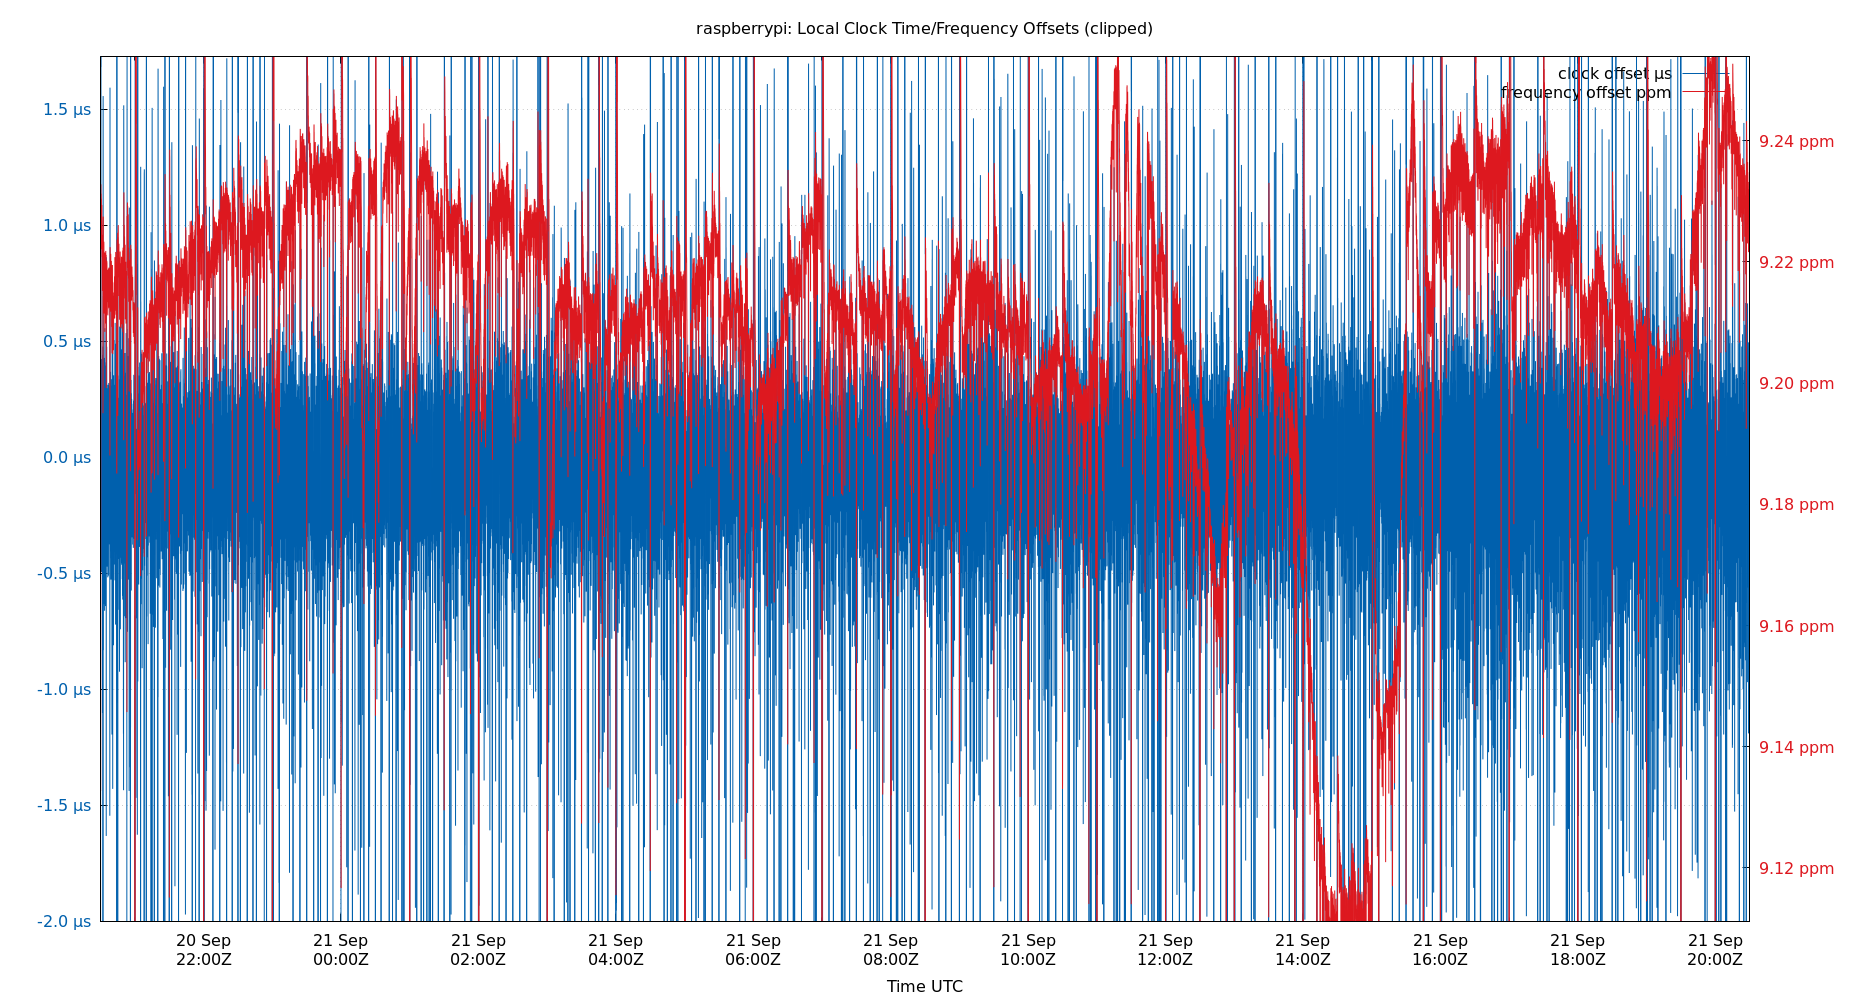 raspberrypi: Local Clock Time/Frequency Offsets (clipped)
clock offset µs
frequency offset ppm
1.5 µs
1.0 µs
0.5 µs
0.0 µs
-0.5 µs
-1.0 µs
-1.5 µs
-2.0 µs
9.24 ppm
9.22 ppm
9.20 ppm
9.18 ppm
9.16 ppm
9.14 ppm
9.12 ppm
20 Sep 21 Sep 21 Sep 21 Sep 21 Sep 21 Sep 21 Sep 21 Sep 21 Sep 21 Sep 21 Sep 21 Sep
22:00Z 00:00Z 02:00Z 04:00Z 06:00Z 08:00Z 10:00Z 12:00Z 14:00Z 16:00Z 18:00Z 20:00Z
Time UTC